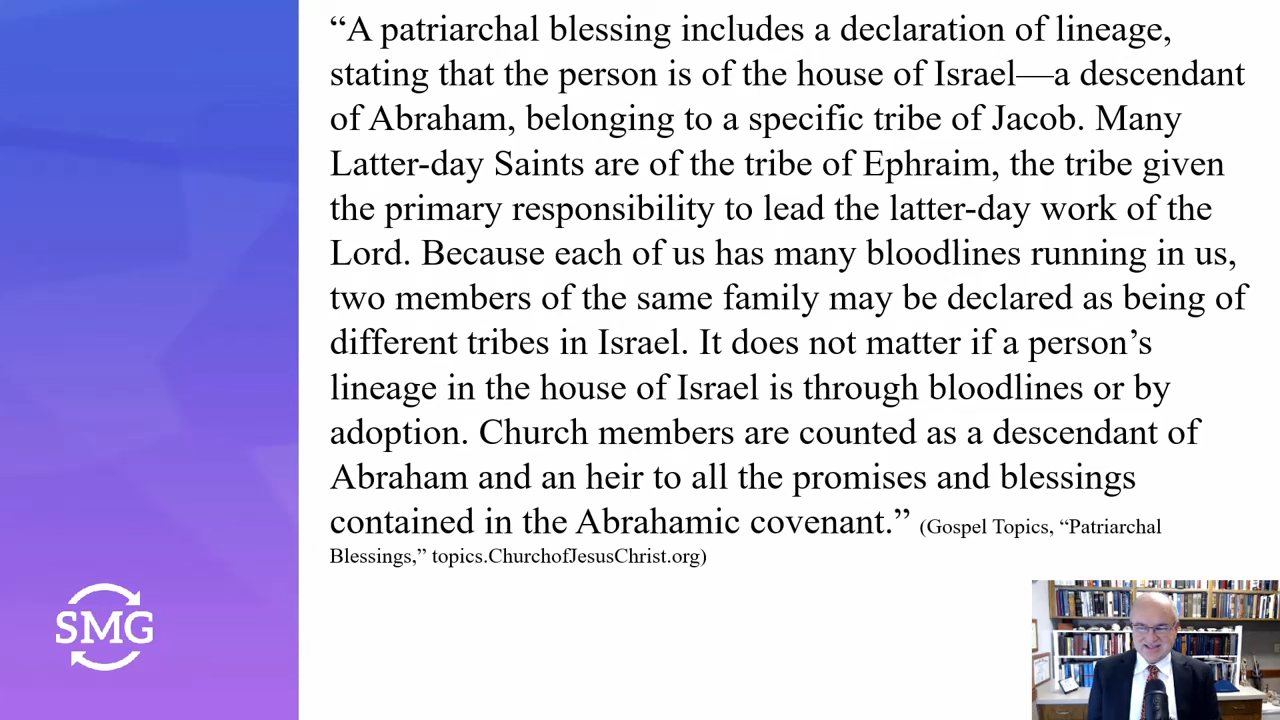 “A patriarchal blessing includes a declaration of lineage,
stating that the person is of the house of Israel—a descendant
of Abraham, belonging to a specific tribe of Jacob. Many
Latter-day Saints are of the tribe of Ephraim, the tribe given
the primary responsibility to lead the latter-day work of the
Lord. Because each of us has many bloodlines running in us,
two members of the same family may be declared as being of
different tribes in Israel. It does not matter if a person’s
lineage in the house of Israel is through bloodlines or by
adoption. Church members are counted as a descendant of
Abraham and an heir to all the promises and blessings
contained in the Abrahamic covenant.” (Gospel Topics, “Patriarchal
Blessings,” topics.ChurchofJesusChrist.org)
SMG